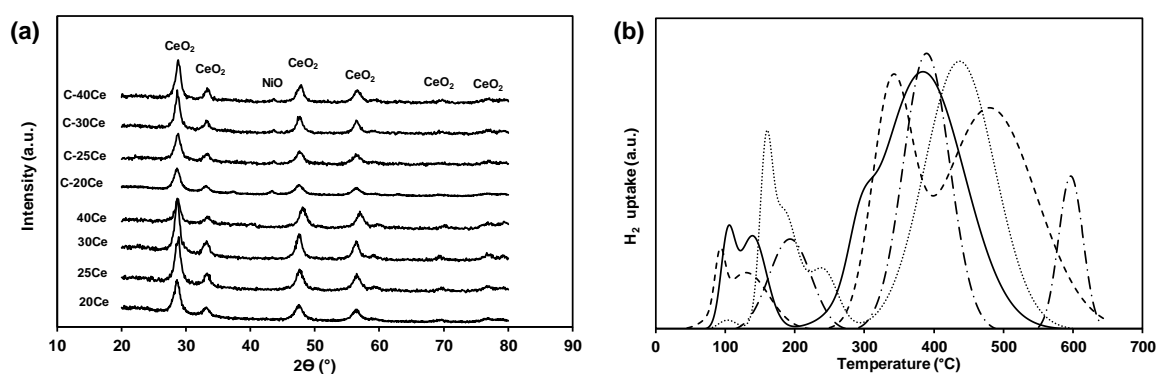 (a)
CeO₂
CeO₂
NiO
CeO₂
CeO₂
CeO₂
CeO₂
C-40Ce
C-30Ce
C-25Ce
C-20Ce
40Ce
30Ce
25Ce
20Ce
Intensity (a.u.)
10 20 30 40 50 60 70 80 90
2Θ (°)
(b)
H₂ uptake (a.u.)
0 100 200 300 400 500 600 700
Temperature (°C)